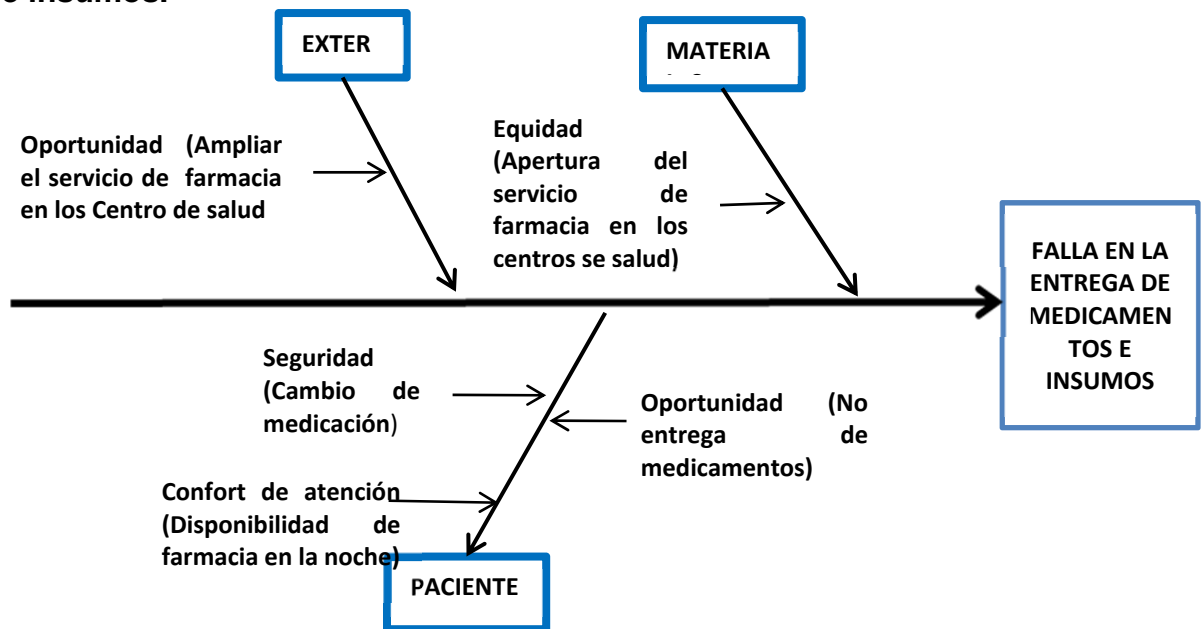 e insumos.
EXTER
MATERIA
Oportunidad (Ampliar
el servicio de farmacia
en los Centro de salud
Equidad
(Apertura del
servicio de
farmacia en los
centros se salud)
FALLA EN LA
ENTREGA DE
MEDICAMEN
TOS E
INSUMOS
Seguridad
(Cambio de
medicación)
Oportunidad (No
entrega de
medicamentos)
Confort de atención
(Disponibilidad de
farmacia en la noche)
PACIENTE